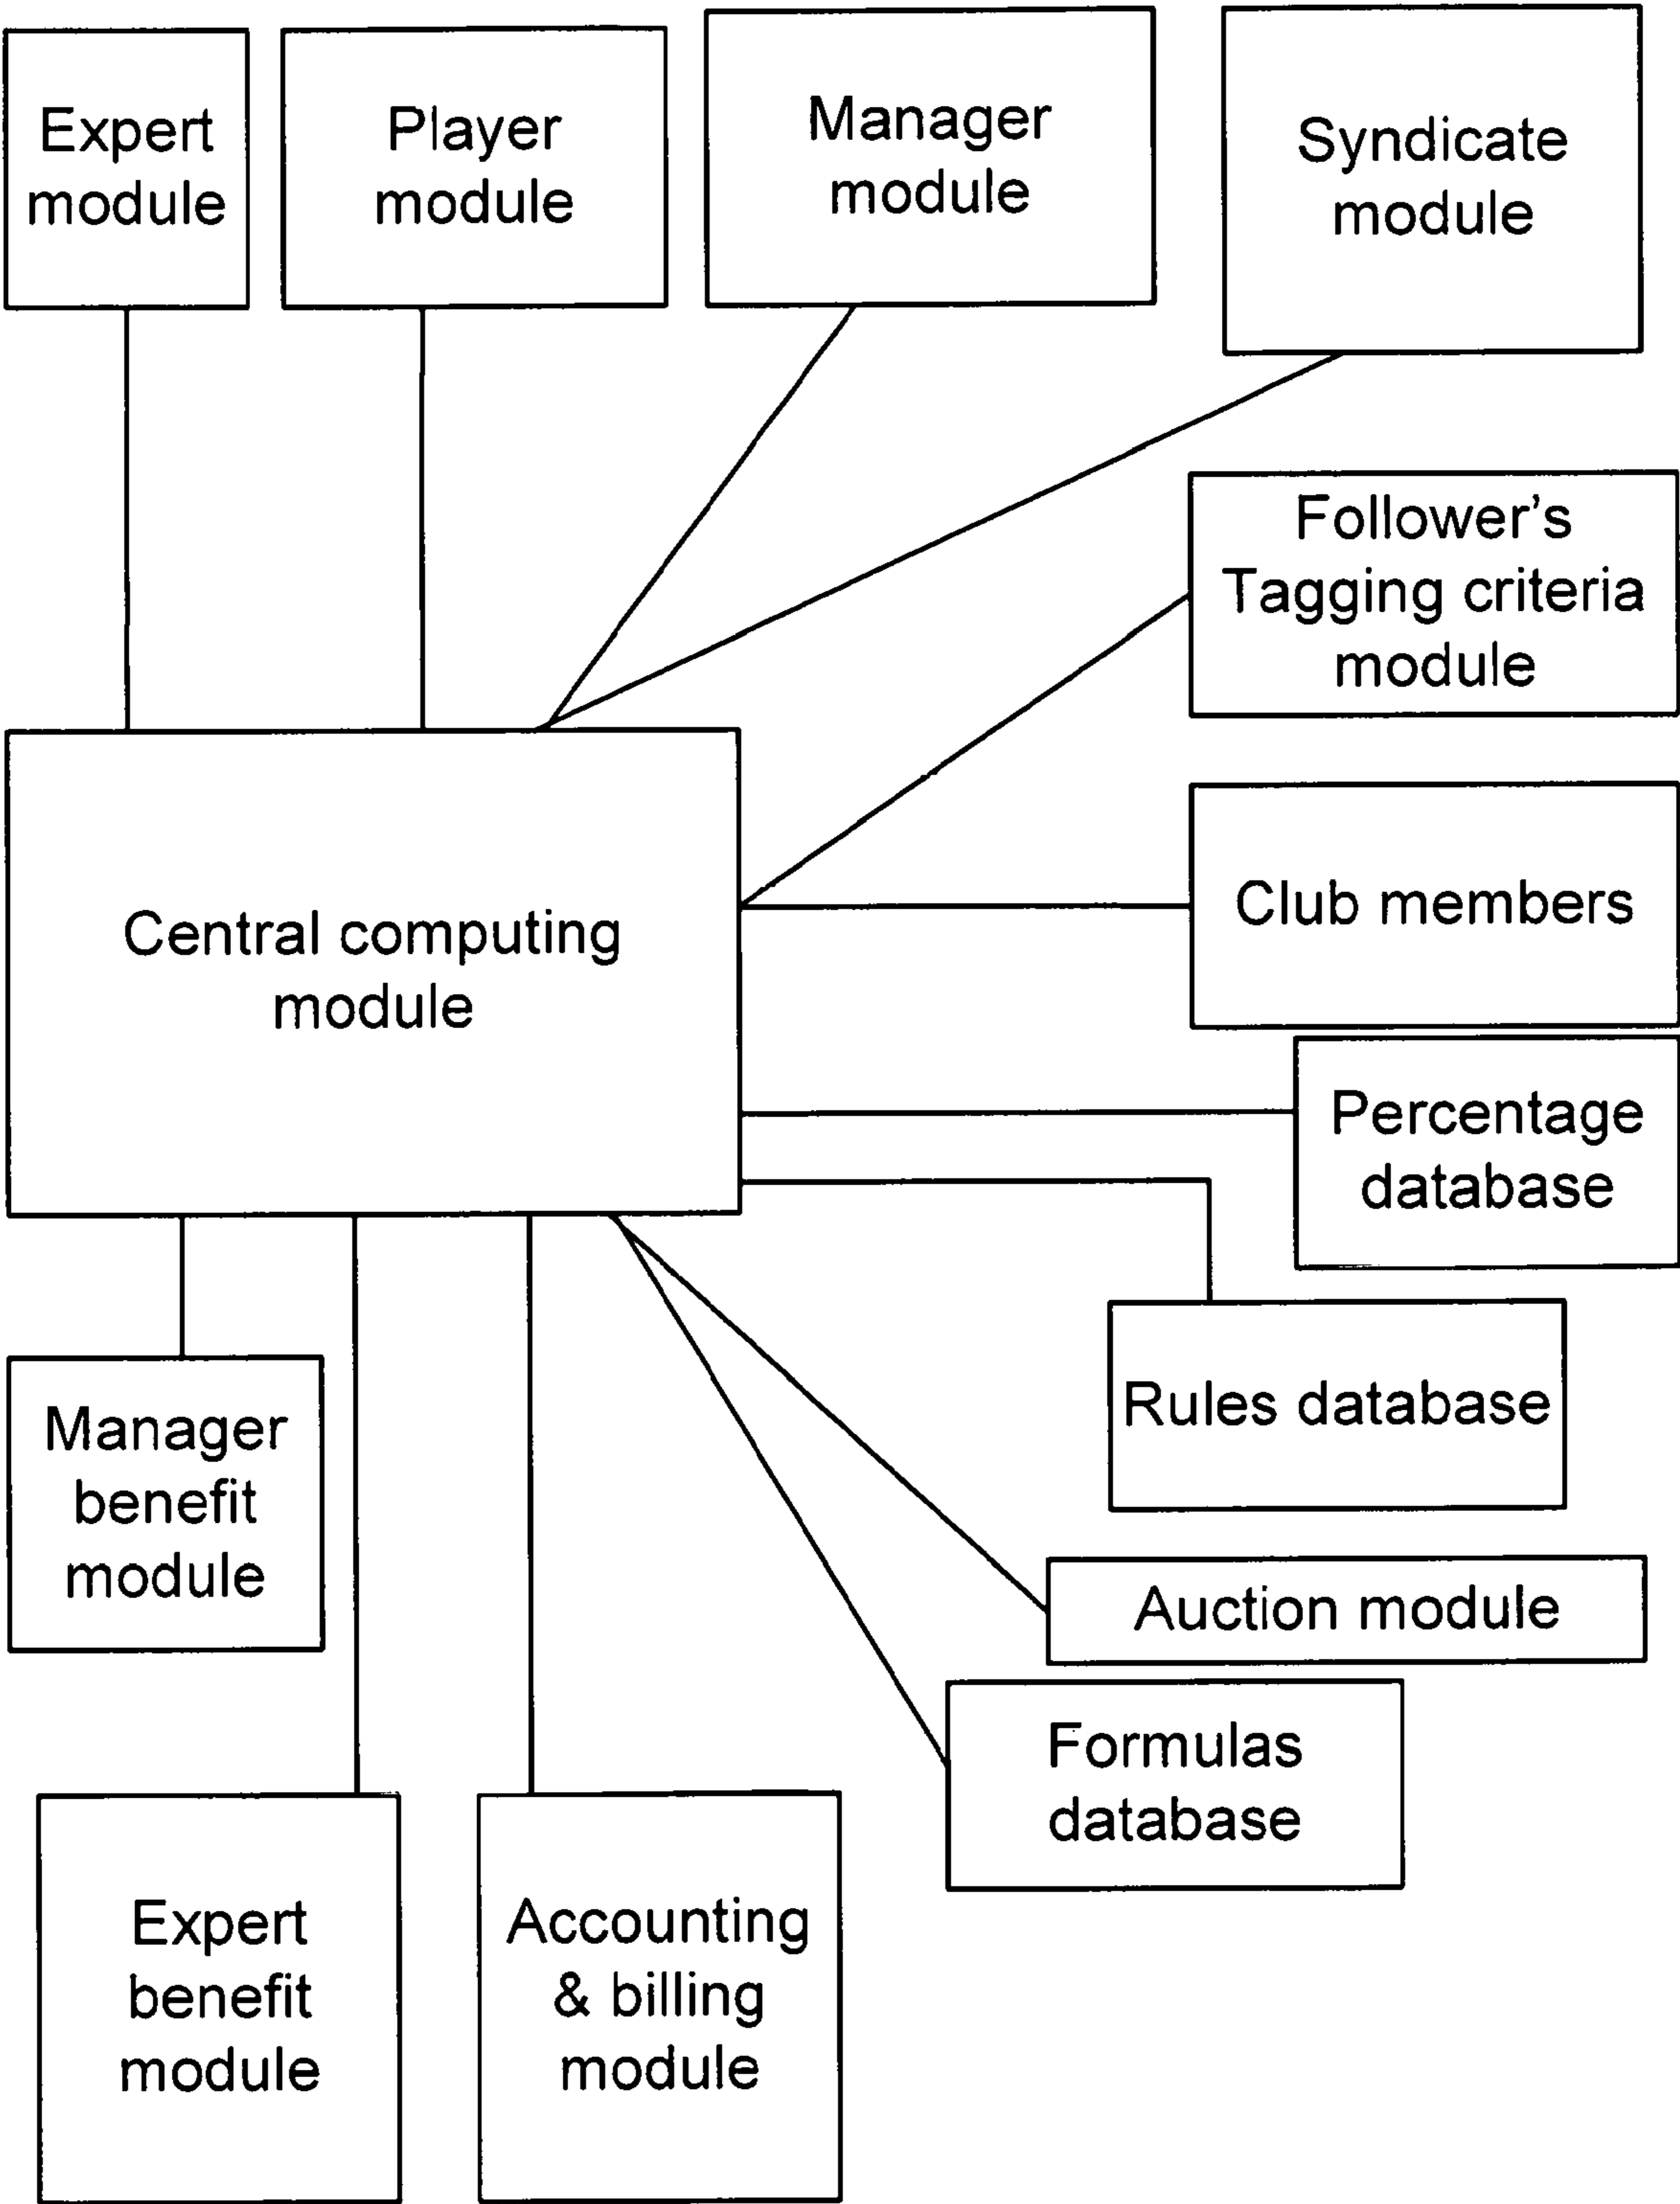 Expert
module
Player
module
Manager
module
Syndicate
module
Follower's
Tagging criteria
module
Club members
Central computing
module
Percentage
database
Rules database
Manager
benefit
module
Auction module
Formulas
database
Expert
benefit
module
Accounting
& billing
module